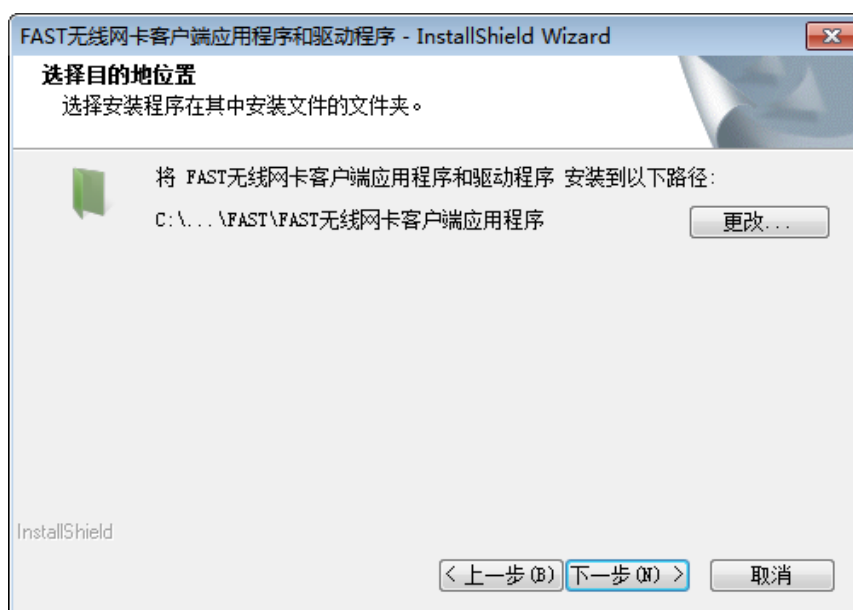 FAST无线网卡客户端应用程序和驱动程序 - InstallShield Wizard
选择目的地位置
选择安装程序在其中安装文件的文件夹。
将 FAST无线网卡客户端应用程序和驱动程序 安装到以下路径:
C:\...\FAST\FAST无线网卡客户端应用程序
更改...
InstallShield
< 上一步(B)
下一步(N) >
取消